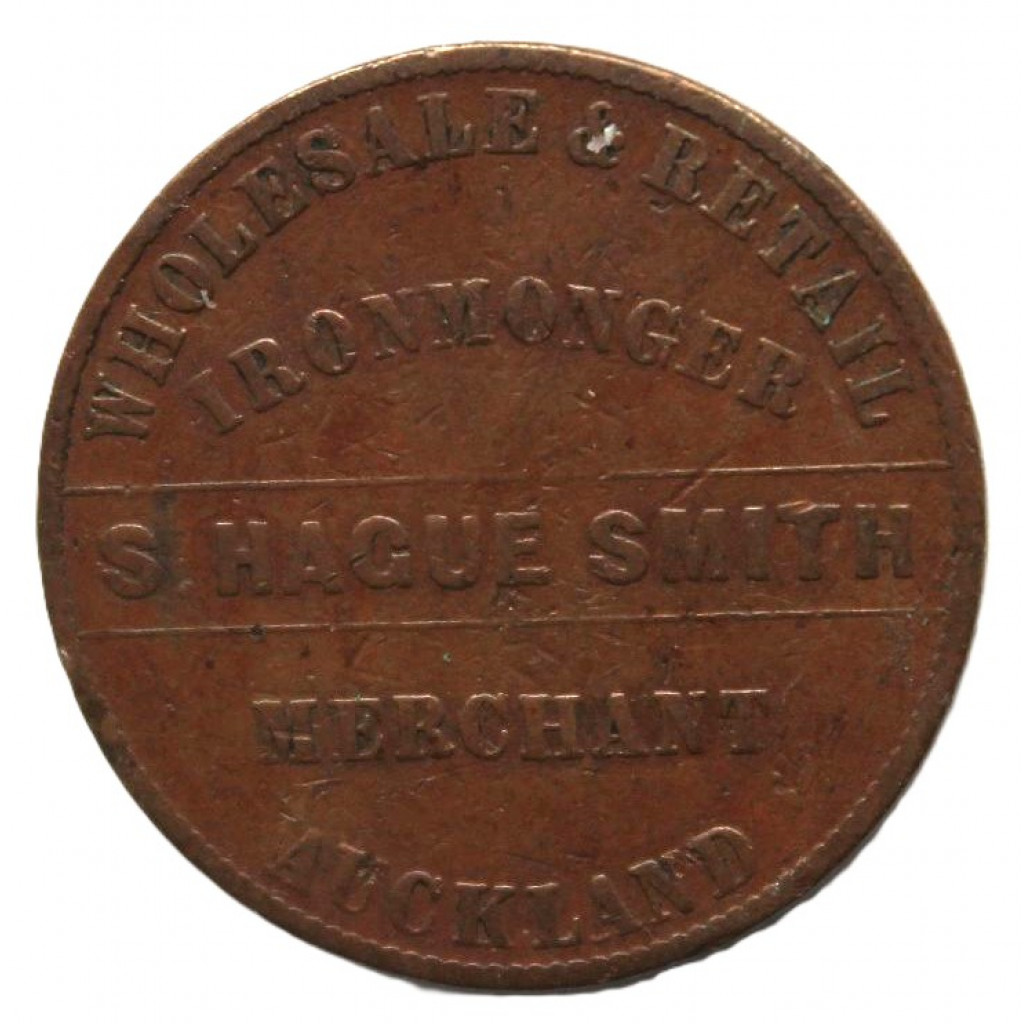 WHOLESALE & RETAIL
IRONMONGER
S. HAGUE SMITH
MERCHANT
AUCKLAND